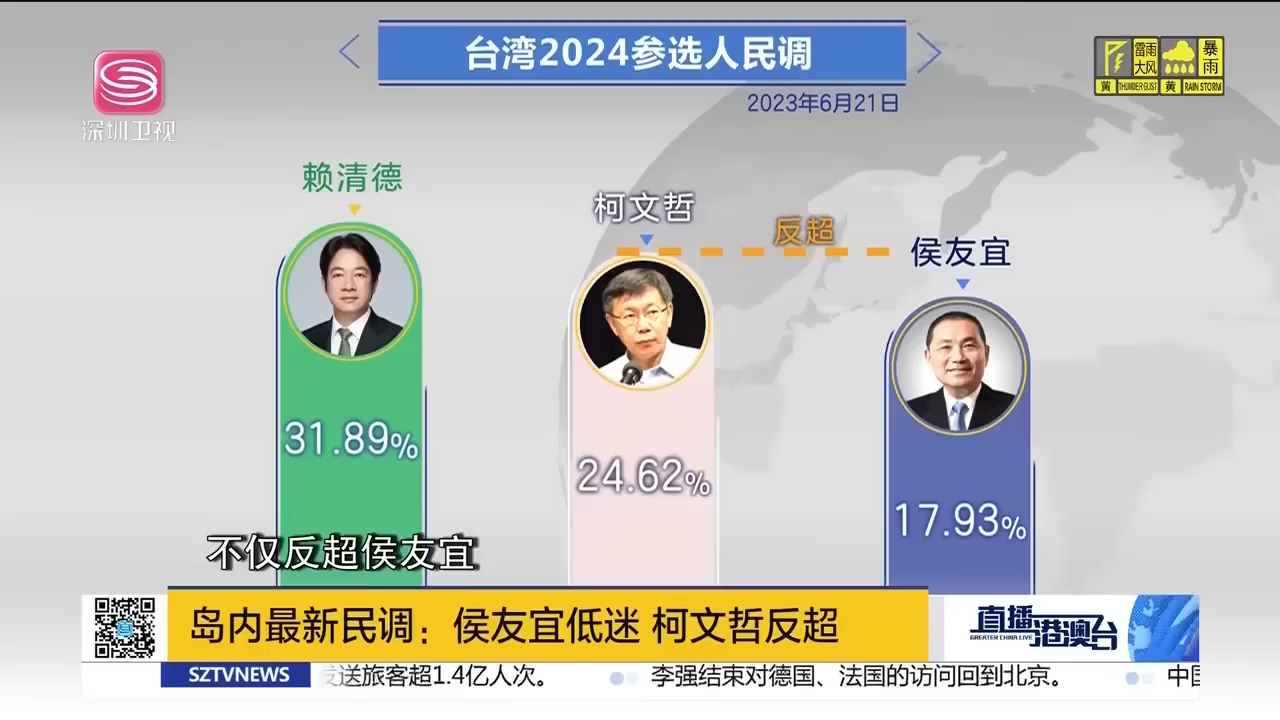 台湾2024参选人民调
2023年6月21日
深圳卫视
雷雨大风
黄
THUNDER GUST
暴雨
黄
RAIN STORM
赖清德
柯文哲
反超
侯友宜
31.89%
24.62%
17.93%
不仅反超侯友宜
岛内最新民调：侯友宜低迷 柯文哲反超
直播港澳台
GREATER CHINA LIVE
SZTVNEWS
发送旅客超1.4亿人次。 李强结束对德国、法国的访问回到北京。 中国